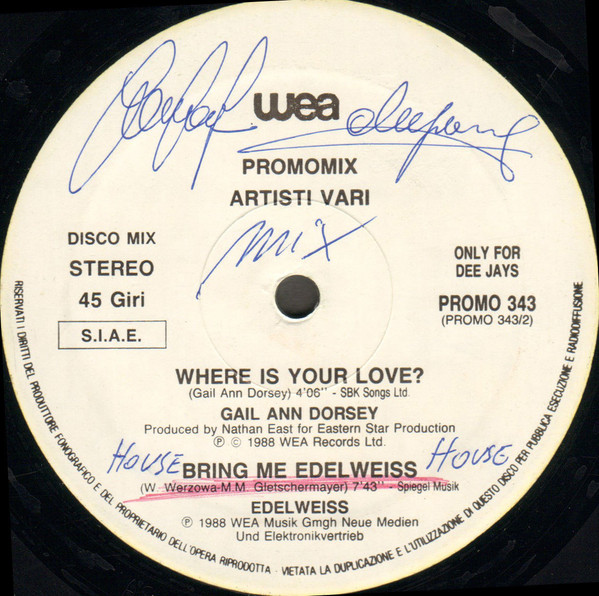 wea
PROMOMIX
ARTISTI VARI
mix
DISCO MIX
STEREO
45 Giri
S.I.A.E.
ONLY FOR
DEE JAYS
PROMO 343
(PROMO 343/2)
WHERE IS YOUR LOVE?
(Gail Ann Dorsey) 4'06" - SBK Songs Ltd.
GAIL ANN DORSEY
Produced by Nathan East for Eastern Star Production
℗ © 1988 WEA Records Ltd.
HOUSE BRING ME EDELWEISS HOUSE
(W. Werzowa-M.M. Gletschermayer) 7'43" - Spiegel Musik
EDELWEISS
℗ © 1988 WEA Musik Gmgh Neue Medien
Und Elektronikvertrieb
RISERVATI I DIRITTI DEL PRODUTTORE FONOGRAFICO E DEL PROPRIETARIO DELL'OPERA RIPRODOTTA - VIETATA LA DUPLICAZIONE E L'UTILIZZAZIONE DI QUESTO DISCO PER PUBBLICA ESECUZIONE E RADIODIFFUSIONE